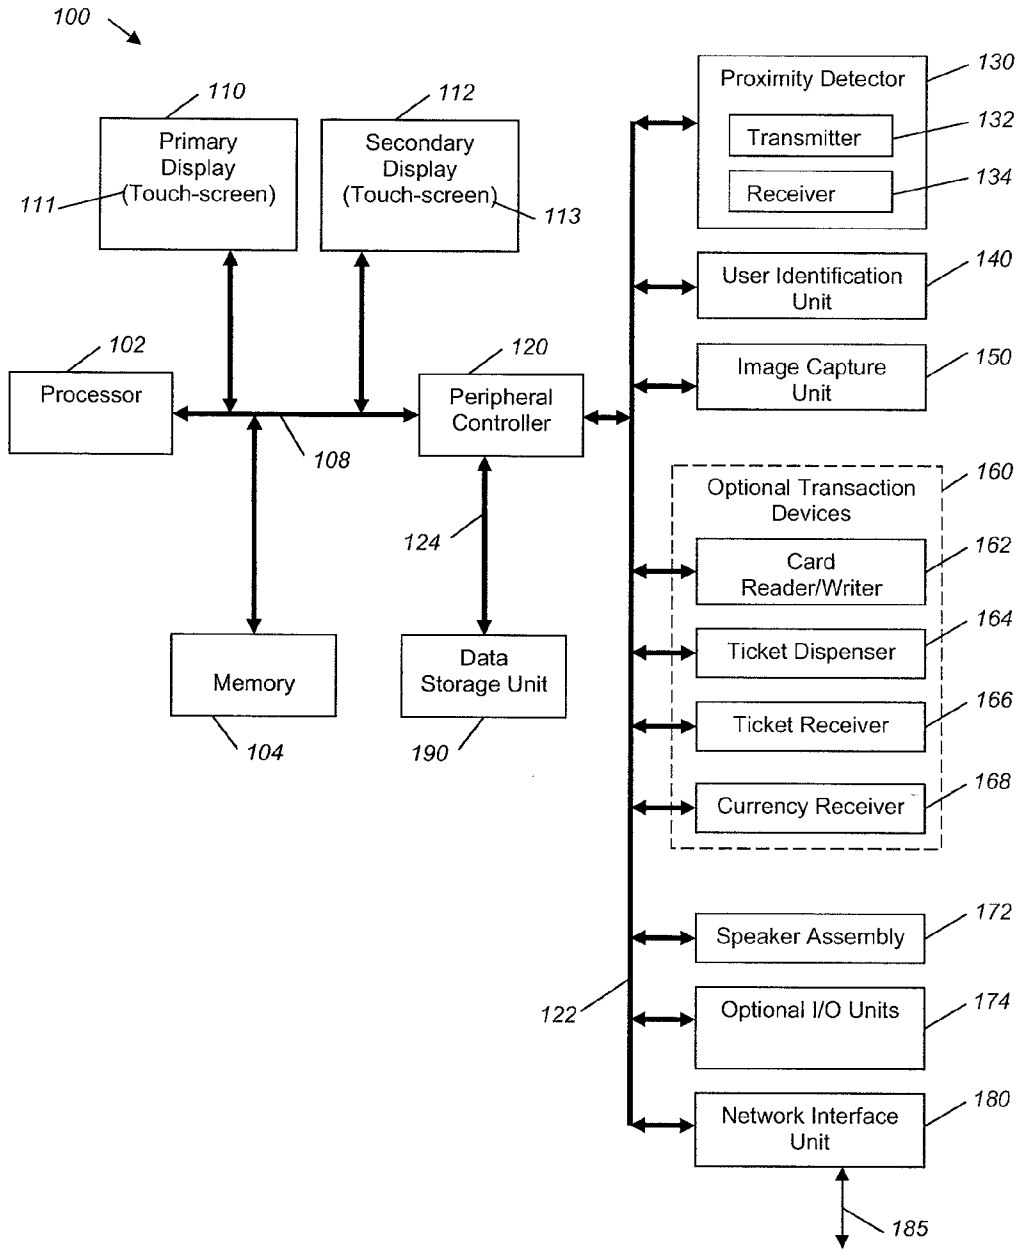 100
110
Primary
Display
(Touch-screen)
111
112
Secondary
Display
(Touch-screen)
113
102
Processor
108
120
Peripheral
Controller
124
Memory
104
Data
Storage Unit
190
122
Proximity Detector
130
Transmitter
132
Receiver
134
User Identification
Unit
140
Image Capture
Unit
150
Optional Transaction
Devices
160
Card
Reader/Writer
162
Ticket Dispenser
164
Ticket Receiver
166
Currency Receiver
168
Speaker Assembly
172
Optional I/O Units
174
Network Interface
Unit
180
185